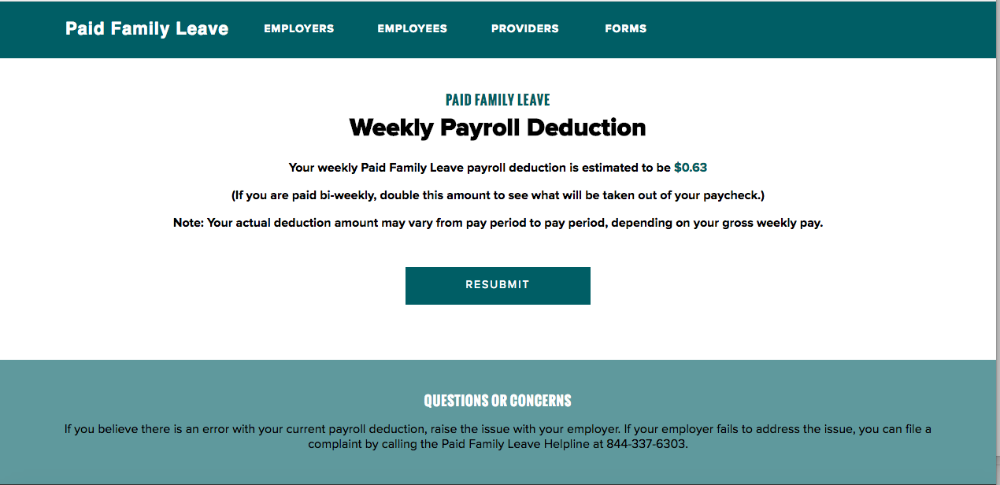 Paid Family Leave EMPLOYERS EMPLOYEES PROVIDERS FORMS
PAID FAMILY LEAVE
Weekly Payroll Deduction
Your weekly Paid Family Leave payroll deduction is estimated to be $0.63
(If you are paid bi-weekly, double this amount to see what will be taken out of your paycheck.)
Note: Your actual deduction amount may vary from pay period to pay period, depending on your gross weekly pay.
RESUBMIT
QUESTIONS OR CONCERNS
If you believe there is an error with your current payroll deduction, raise the issue with your employer. If your employer fails to address the issue, you can file a
complaint by calling the Paid Family Leave Helpline at 844-337-6303.